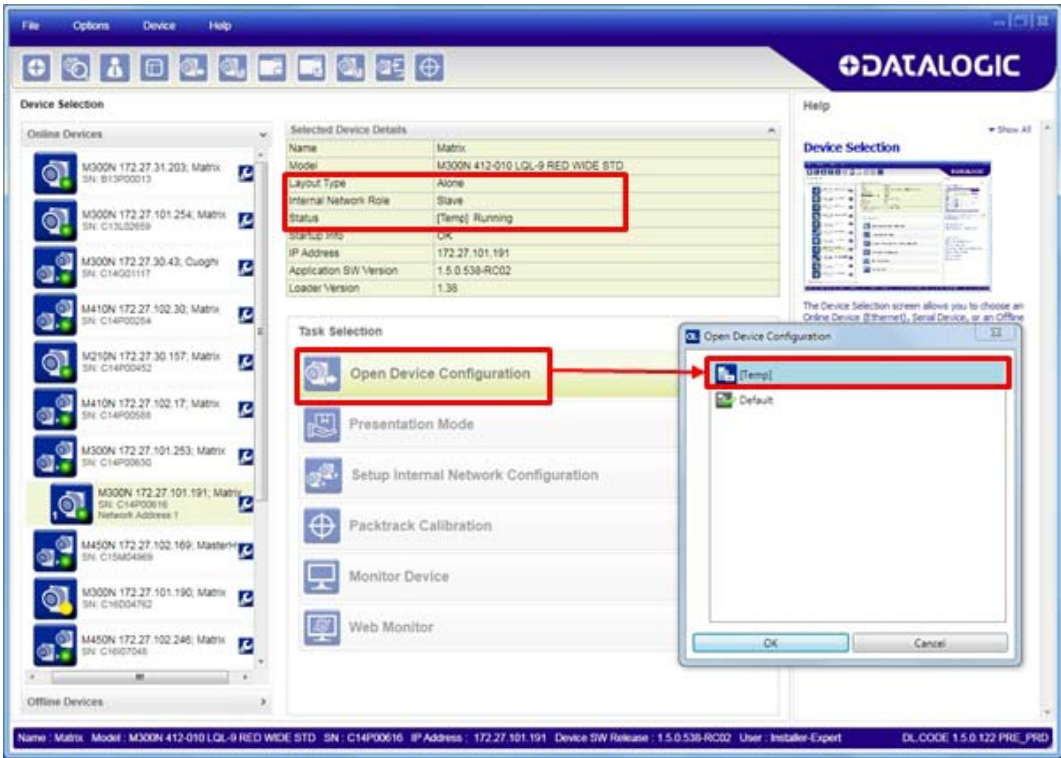 File Options Device Help
DATALOGIC
Device Selection
Online Devices
M300N 172.27.31.203; Matrix
SN: B13P00013
M300N 172.27.101.254; Matrix
SN: C13L02659
M300N 172.27.30.43; Cuoghi
SN: C14G01117
M410N 172.27.102.30; Matrix
SN: C14P00264
M210N 172.27.30.157; Matrix
SN: C14P00452
M410N 172.27.102.17; Matrix
SN: C14P00588
M300N 172.27.101.253; Matrix
SN: C14P00630
M300N 172.27.101.191; Matrix
SN: C14P00616
Network Address 1
1
M450N 172.27.102.169;
SN: C15M04969
M300N 172.27.101.190; Matrix
SN: C16D04762
M450N 172.27.102.246; Matrix
SN: C16I07046
Offline Devices
Selected Device Details
Name Matrix
Model M300N 412-010 LQL-9 RED WIDE STD
Layout Type Alone
Internal Network Role Slave
Status [Temp] Running
Startup Info OK
IP Address 172.27.101.191
Application SW Version 1.5.0.538-RC02
Loader Version 1.38
Task Selection
Open Device Configuration
Presentation Mode
Setup Internal Network Configuration
Packtrack Calibration
Monitor Device
Web Monitor
Help
Show All
Device Selection
The Device Selection screen allows you to choose an
Online Device (Ethernet), Serial Device, or an Offline
Open Device Configuration
[Temp]
Default
OK Cancel
Name : Matrix Model : M300N 412-010 LQL-9 RED WIDE STD SN : C14P00616 IP Address : 172.27.101.191 Device SW Release : 1.5.0.538-RC02 User : Installer-Expert DL.CODE 1.5.0.122 PRE_PRD